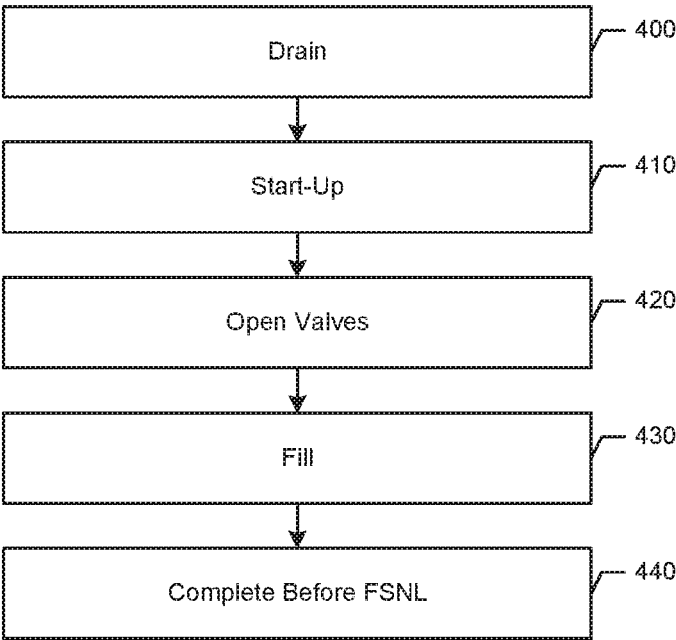 Drain
400
Start-Up
410
Open Valves
420
Fill
430
Complete Before FSNL
440